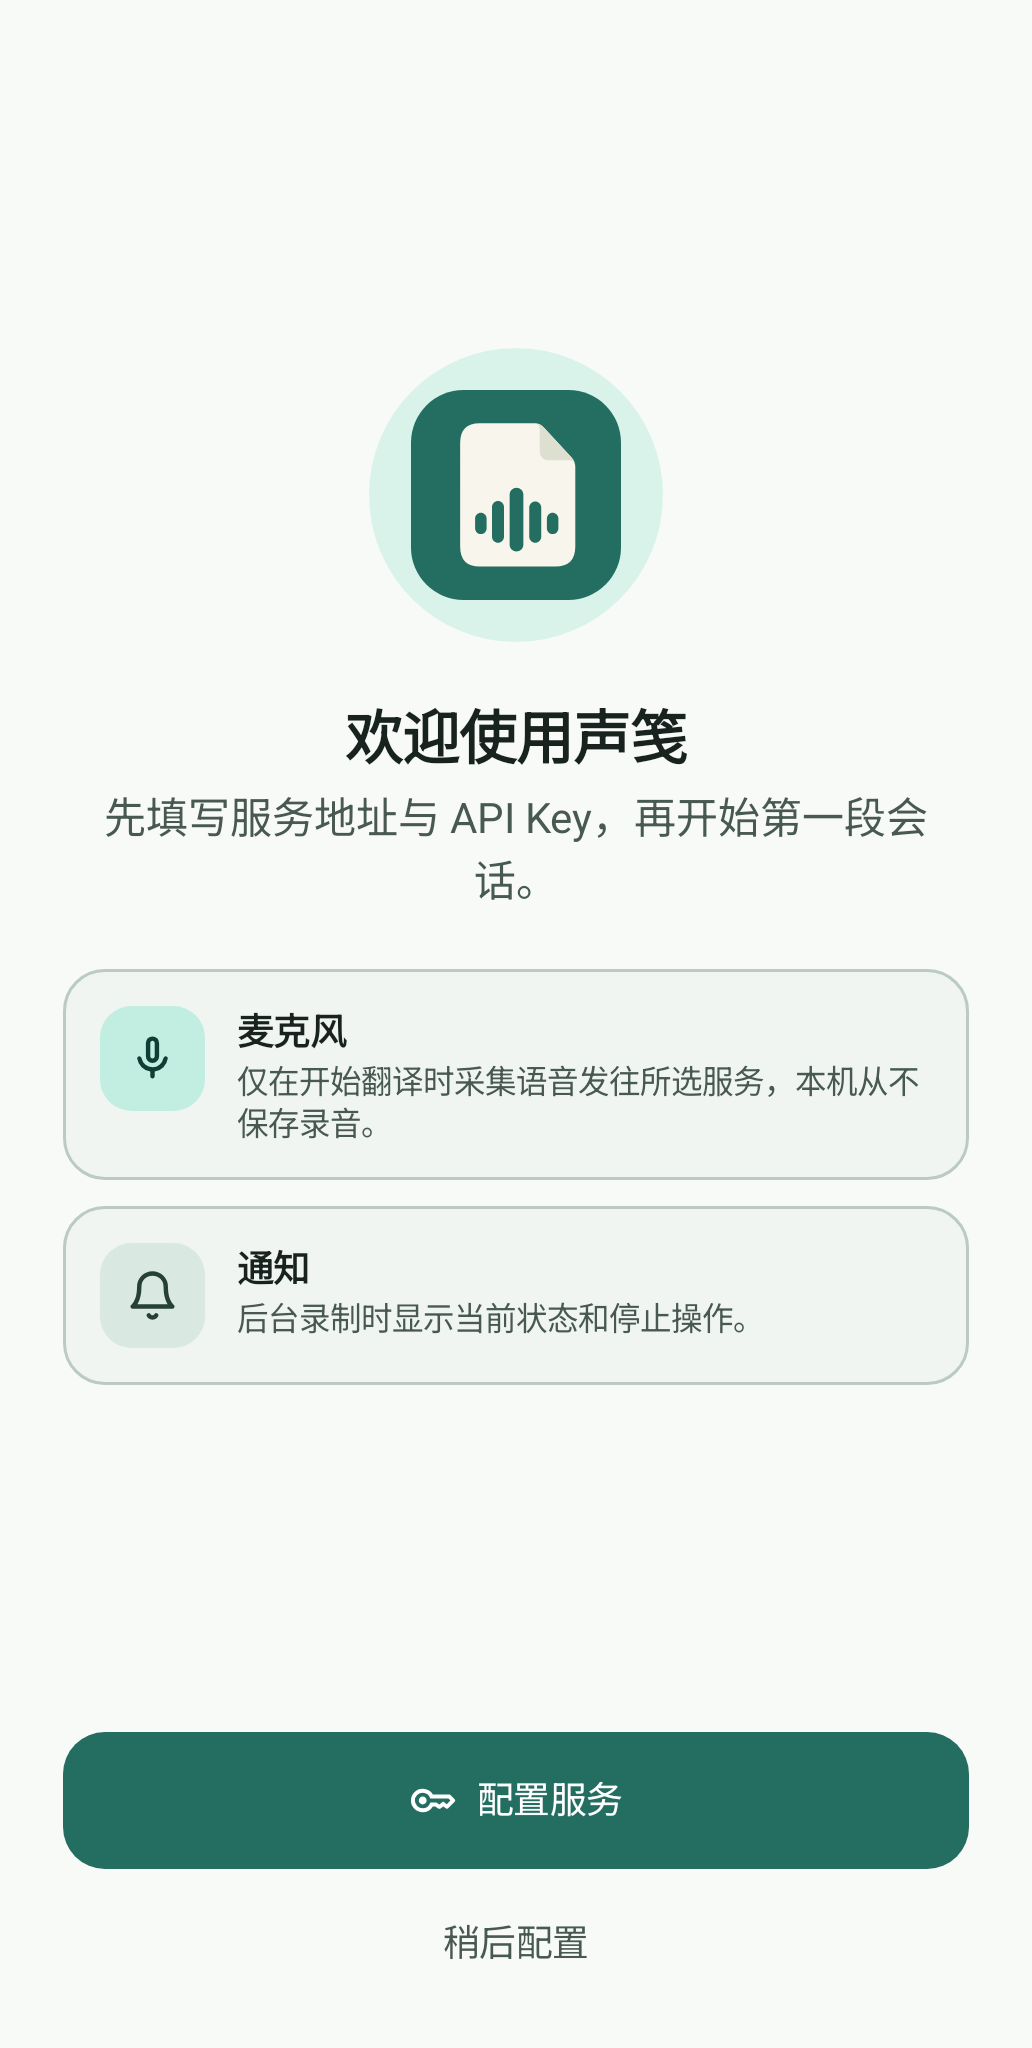 欢迎使用声笺
先填写服务地址与 API Key，再开始第一段会
话。
麦克风
仅在开始翻译时采集语音发往所选服务，本机从不
保存录音。
通知
后台录制时显示当前状态和停止操作。
配置服务
稍后配置